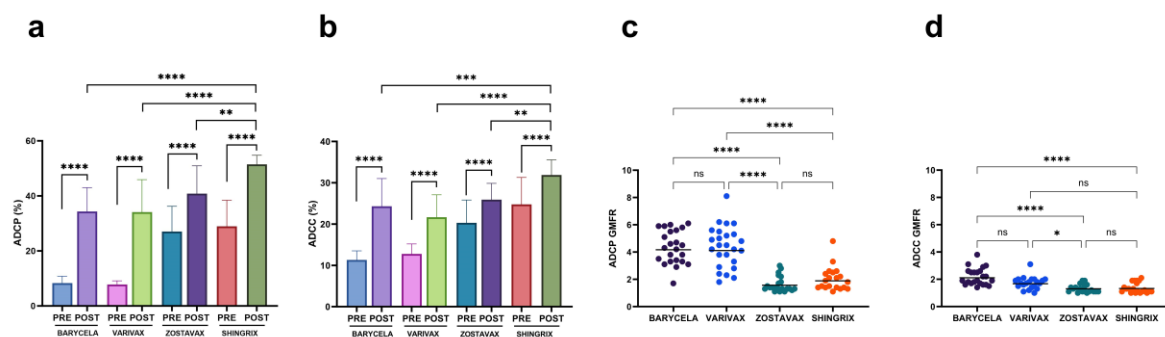 a
****
****
**
****
****
****
****
ADCP (%)
60
40
20
0
PRE POST PRE POST PRE POST PRE POST
BARYCELA VARIVAX ZOSTAVAX SHINGRIX
b
***
****
**
****
****
****
****
ADCC (%)
60
40
20
0
PRE POST PRE POST PRE POST PRE POST
BARYCELA VARIVAX ZOSTAVAX SHINGRIX
c
****
****
****
ns **** ns
ADCP GMFR
10
8
6
4
2
0
BARYCELA VARIVAX ZOSTAVAX SHINGRIX
d
****
ns
****
ns * ns
ADCC GMFR
10
8
6
4
2
0
BARYCELA VARIVAX ZOSTAVAX SHINGRIX